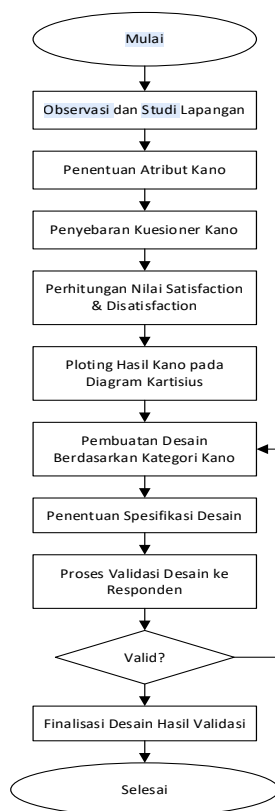 Mulai
Observasi dan Studi Lapangan
Penentuan Atribut Kano
Penyebaran Kuesioner Kano
Perhitungan Nilai Satisfaction
& Disatisfaction
Ploting Hasil Kano pada
Diagram Kartisius
Pembuatan Desain
Berdasarkan Kategori Kano
Penentuan Spesifikasi Desain
Proses Validasi Desain ke
Responden
Valid?
Finalisasi Desain Hasil Validasi
Selesai